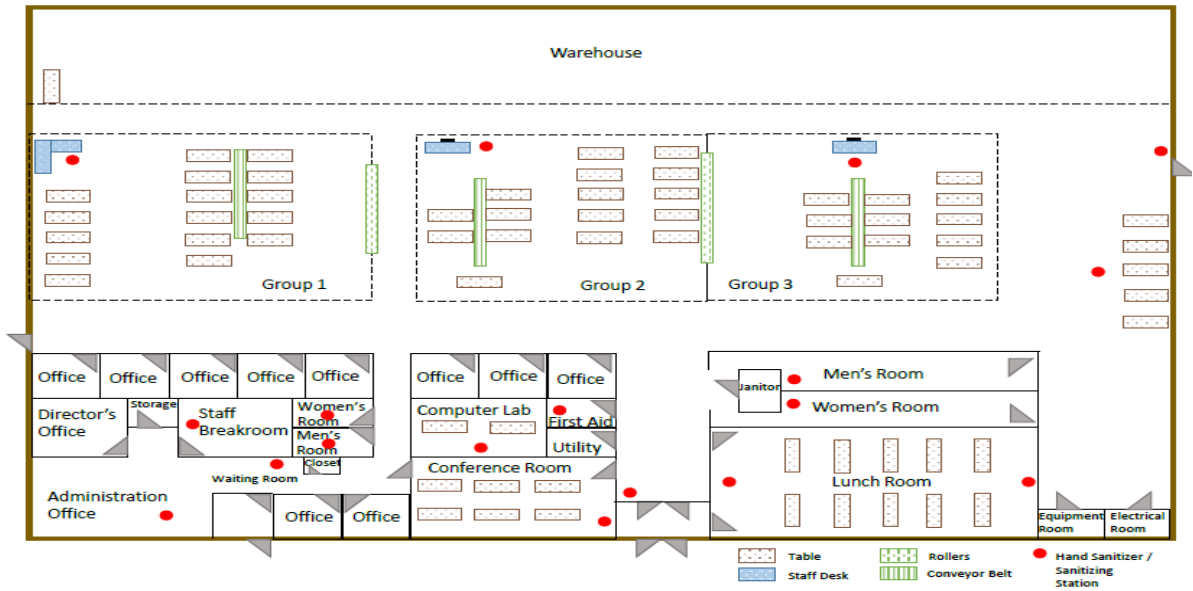 Warehouse
Group 1
Group 2
Group 3
Office
Office
Office
Office
Office
Office
Office
Office
Director's
Office
Storage
Staff
Breakroom
Women's
Room
Men's
Room
Closet
Waiting Room
Administration
Office
Office
Office
Computer Lab
First Aid
Utility
Conference Room
Janitor
Men's Room
Women's Room
Lunch Room
Equipment
Room
Electrical
Room
Table
Staff Desk
Rollers
Conveyor Belt
Hand Sanitizer /
Sanitizing
Station